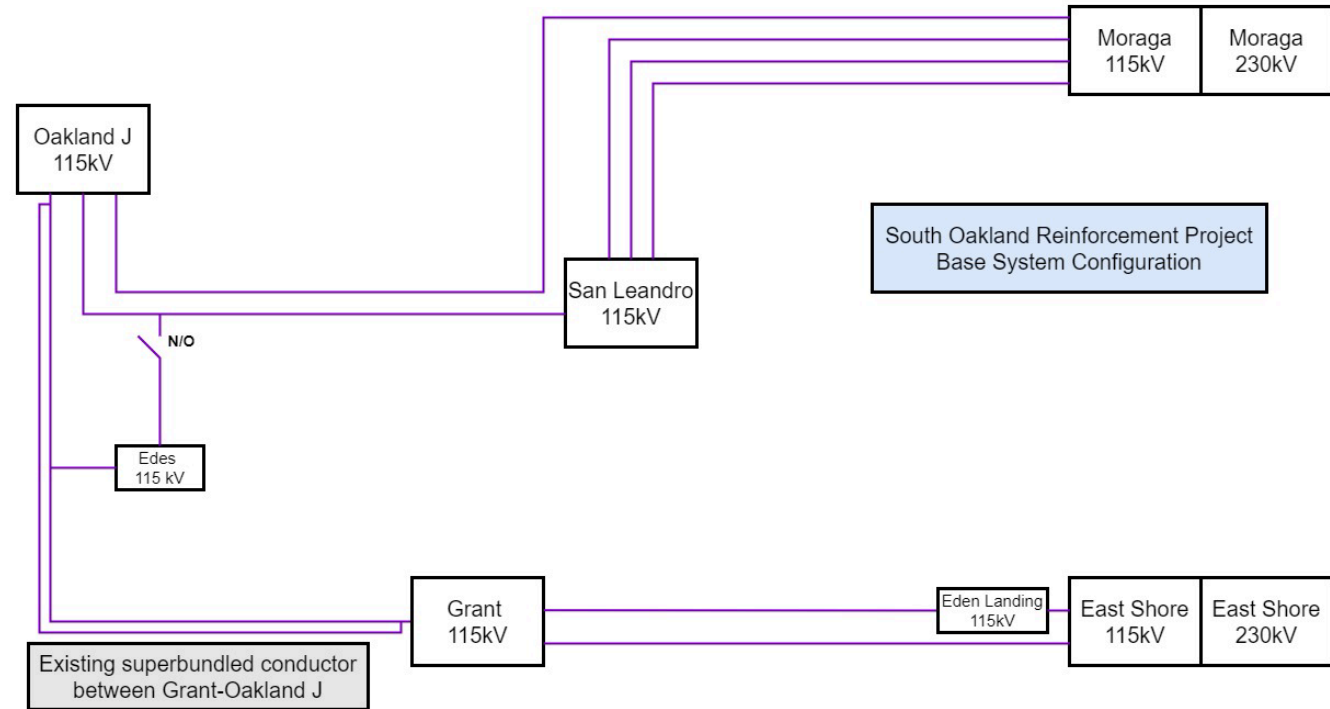 Moraga
115kV
Moraga
230kV
Oakland J
115kV
South Oakland Reinforcement Project
Base System Configuration
San Leandro
115kV
N/O
Edes
115 kV
Grant
115kV
Eden Landing
115kV
East Shore
115kV
East Shore
230kV
Existing superbundled conductor
between Grant-Oakland J